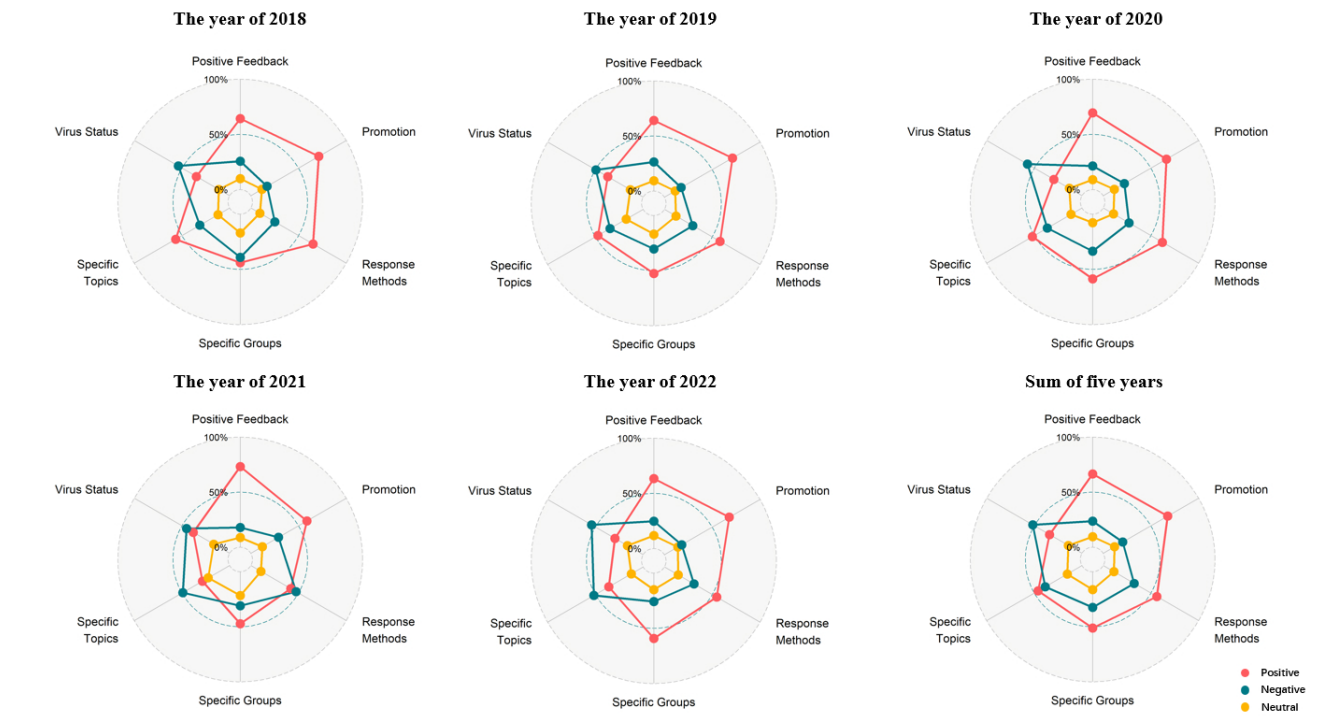 The year of 2018
Positive Feedback
100%
Virus Status
Promotion
50%
0%
Specific
Topics
Response
Methods
Specific Groups
The year of 2019
Positive Feedback
100%
Virus Status
Promotion
50%
0%
Specific
Topics
Response
Methods
Specific Groups
The year of 2020
Positive Feedback
100%
Virus Status
Promotion
50%
0%
Specific
Topics
Response
Methods
Specific Groups
The year of 2021
Positive Feedback
100%
Virus Status
Promotion
50%
0%
Specific
Topics
Response
Methods
Specific Groups
The year of 2022
Positive Feedback
100%
Virus Status
Promotion
50%
0%
Specific
Topics
Response
Methods
Specific Groups
Sum of five years
Positive Feedback
100%
Virus Status
Promotion
50%
0%
Specific
Topics
Response
Methods
Specific Groups
Positive
Negative
Neutral